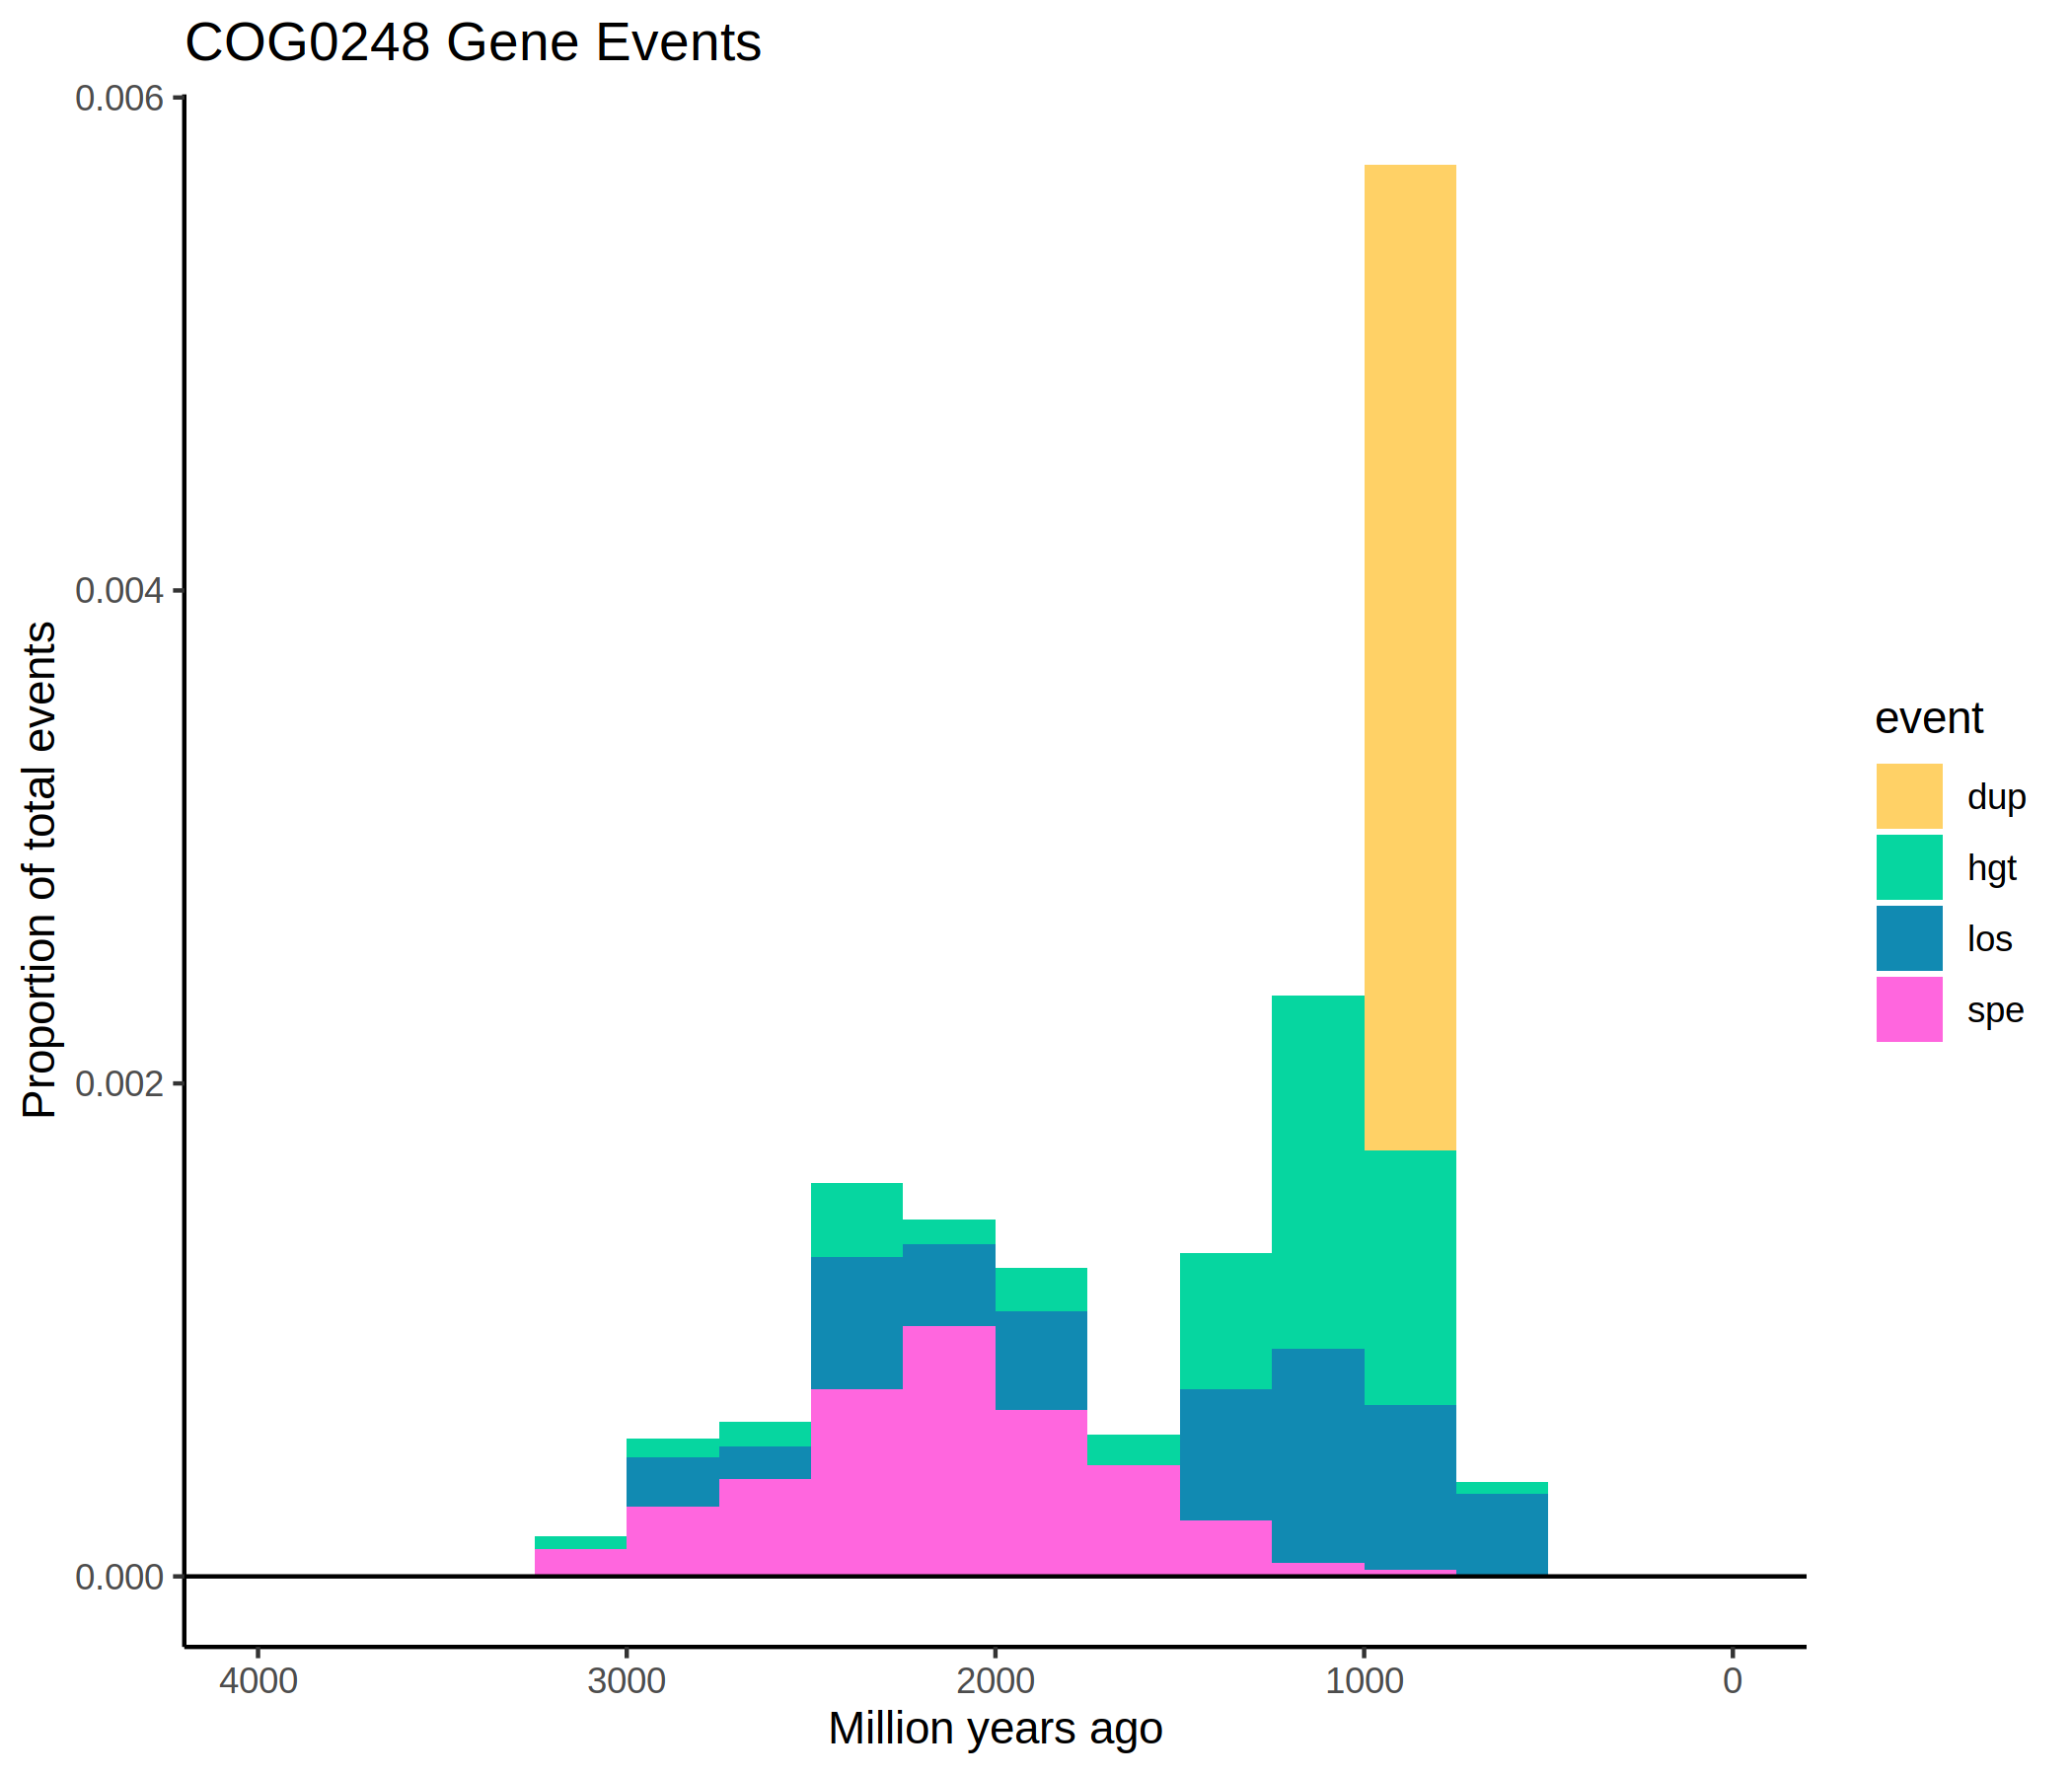 COG0248 Gene Events
0.006
0.004
0.002
0.000
Proportion of total events
4000 3000 2000 1000 0
Million years ago
event
dup
hgt
los
spe